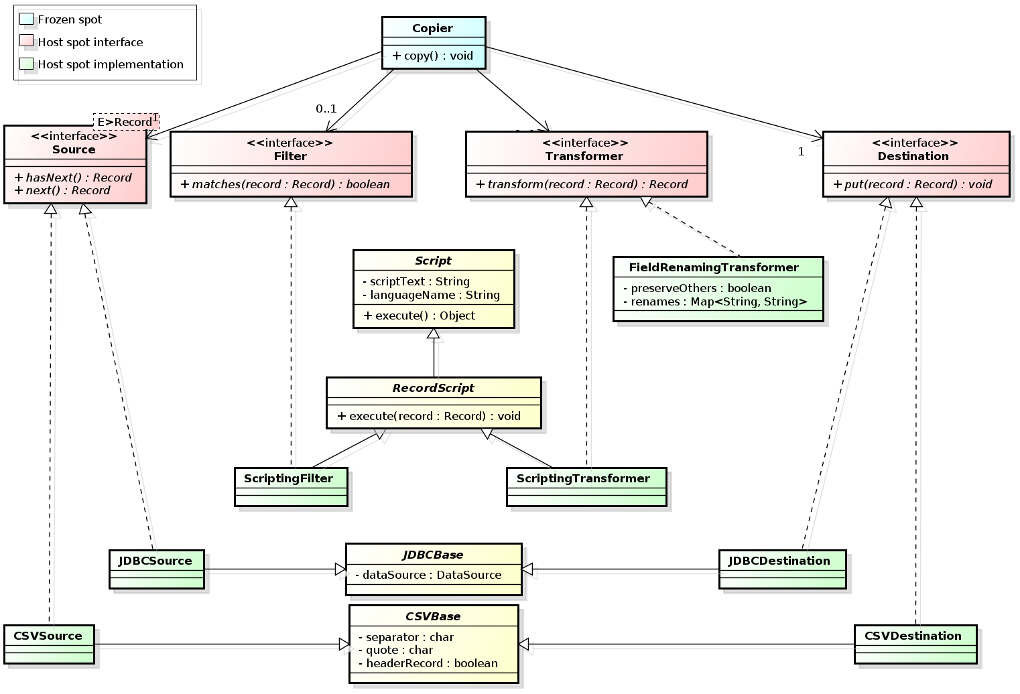 Frozen spot
Host spot interface
Host spot implementation
Copier
+ copy() : void
0..1
1
E>Record
<<interface>>
Source
+ hasNext() : Record
+ next() : Record
<<interface>>
Filter
+ matches(record : Record) : boolean
<<interface>>
Transformer
+ transform(record : Record) : Record
<<interface>>
Destination
+ put(record : Record) : void
Script
- scriptText : String
- languageName : String
+ execute() : Object
FieldRenamingTransformer
- preserveOthers : boolean
- renames : Map<String, String>
RecordScript
+ execute(record : Record) : void
ScriptingFilter
ScriptingTransformer
JDBCSource
JDBCBase
- dataSource : DataSource
JDBCDestination
CSVSource
CSVBase
- separator : char
- quote : char
- headerRecord : boolean
CSVDestination